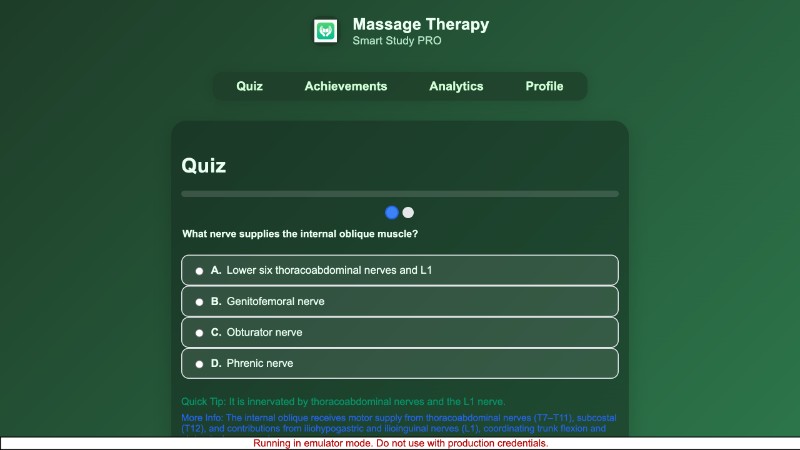 Massage Therapy
Smart Study PRO
Quiz Achievements Analytics Profile
Quiz
What nerve supplies the internal oblique muscle?
A. Lower six thoracoabdominal nerves and L1
B. Genitofemoral nerve
C. Obturator nerve
D. Phrenic nerve
Quick Tip: It is innervated by thoracoabdominal nerves and the L1 nerve.
More Info: The internal oblique receives motor supply from thoracoabdominal nerves (T7–T11), subcostal
(T12), and contributions from iliohypogastric and ilioinguinal nerves (L1), coordinating trunk flexion and
Running in emulator mode. Do not use with production credentials.